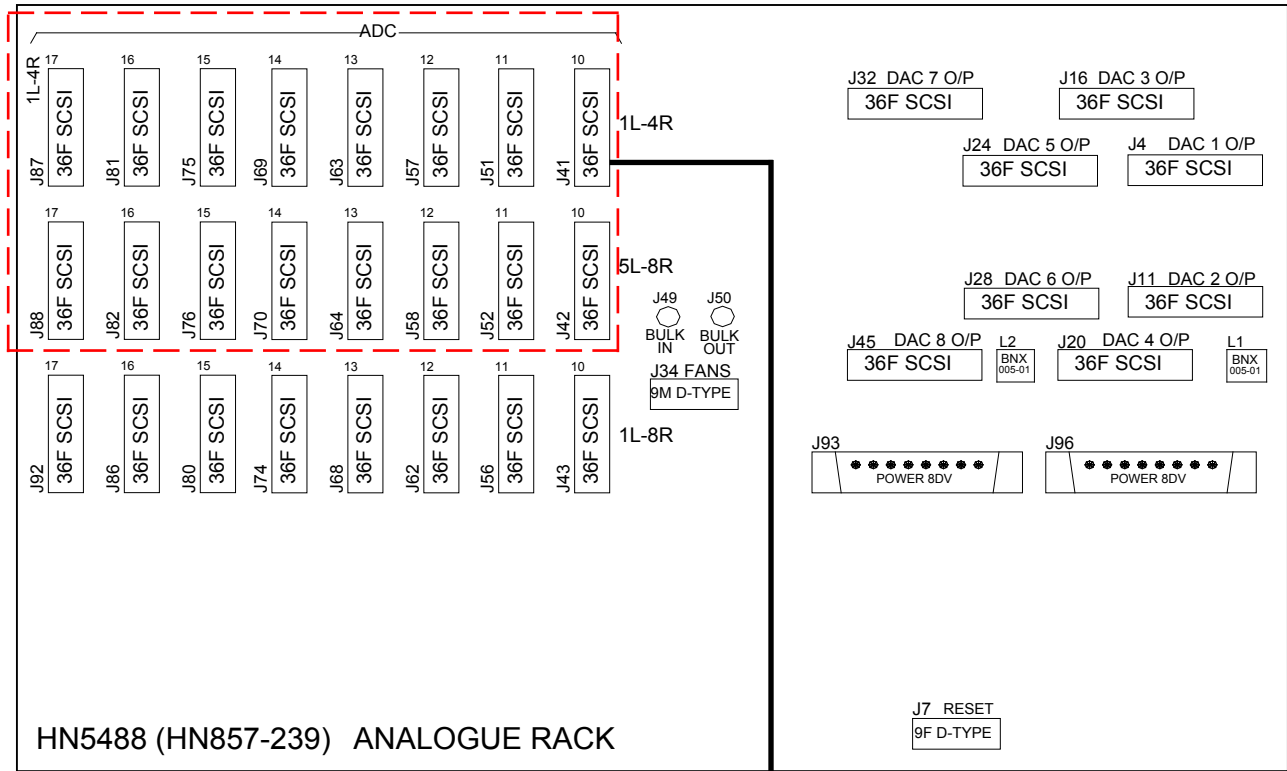 ADC
1L-4R
17 16 15 14 13 12 11 10
J87 36F SCSI
J81 36F SCSI
J75 36F SCSI
J69 36F SCSI
J63 36F SCSI
J57 36F SCSI
J51 36F SCSI
J41 36F SCSI
1L-4R
17 16 15 14 13 12 11 10
J88 36F SCSI
J82 36F SCSI
J76 36F SCSI
J70 36F SCSI
J64 36F SCSI
J58 36F SCSI
J52 36F SCSI
J42 36F SCSI
5L-8R
17 16 15 14 13 12 11 10
J92 36F SCSI
J86 36F SCSI
J80 36F SCSI
J74 36F SCSI
J68 36F SCSI
J62 36F SCSI
J56 36F SCSI
J43 36F SCSI
1L-8R
J49
BULK
IN
J50
BULK
OUT
J34 FANS
9M D-TYPE
J32 DAC 7 O/P
36F SCSI
J16 DAC 3 O/P
36F SCSI
J24 DAC 5 O/P
36F SCSI
J4 DAC 1 O/P
36F SCSI
J28 DAC 6 O/P
36F SCSI
J11 DAC 2 O/P
36F SCSI
J45 DAC 8 O/P
36F SCSI
L2
BNX
005-01
J20 DAC 4 O/P
36F SCSI
L1
BNX
005-01
J93
POWER 8DV
J96
POWER 8DV
J7 RESET
9F D-TYPE
HN5488 (HN857-239) ANALOGUE RACK